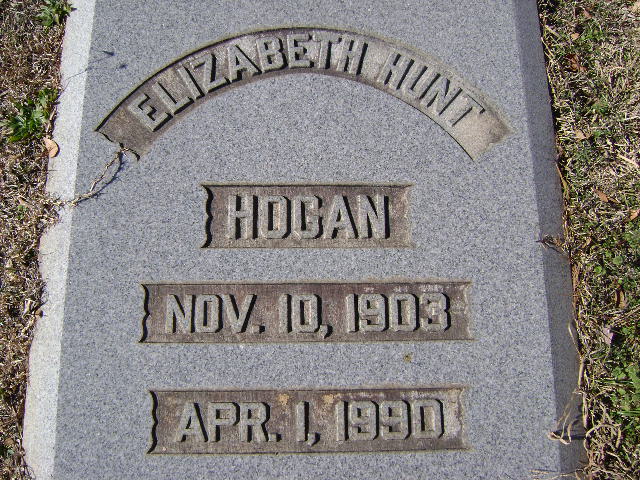 ELIZABETH HUNT
HOGAN
NOV. 10, 1903
APR. 1, 1990